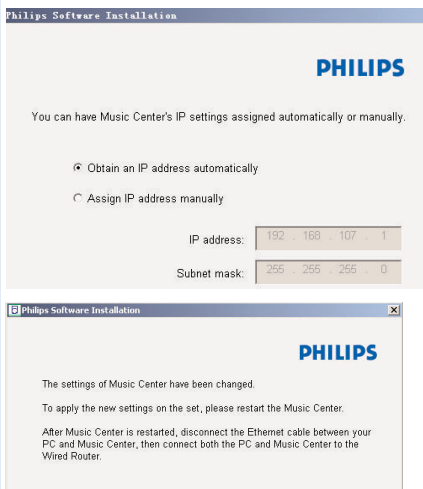 Philips Software Installation
PHILIPS
You can have Music Center's IP settings assigned automatically or manually.
Obtain an IP address automatically
Assign IP address manually
IP address: 192 . 168 . 107 . 1
Subnet mask: 255 . 255 . 255 . 0
Philips Software Installation
PHILIPS
The settings of Music Center have been changed.
To apply the new settings on the set, please restart the Music Center.
After Music Center is restarted, disconnect the Ethernet cable between your
PC and Music Center, then connect both the PC and Music Center to the
Wired Router.